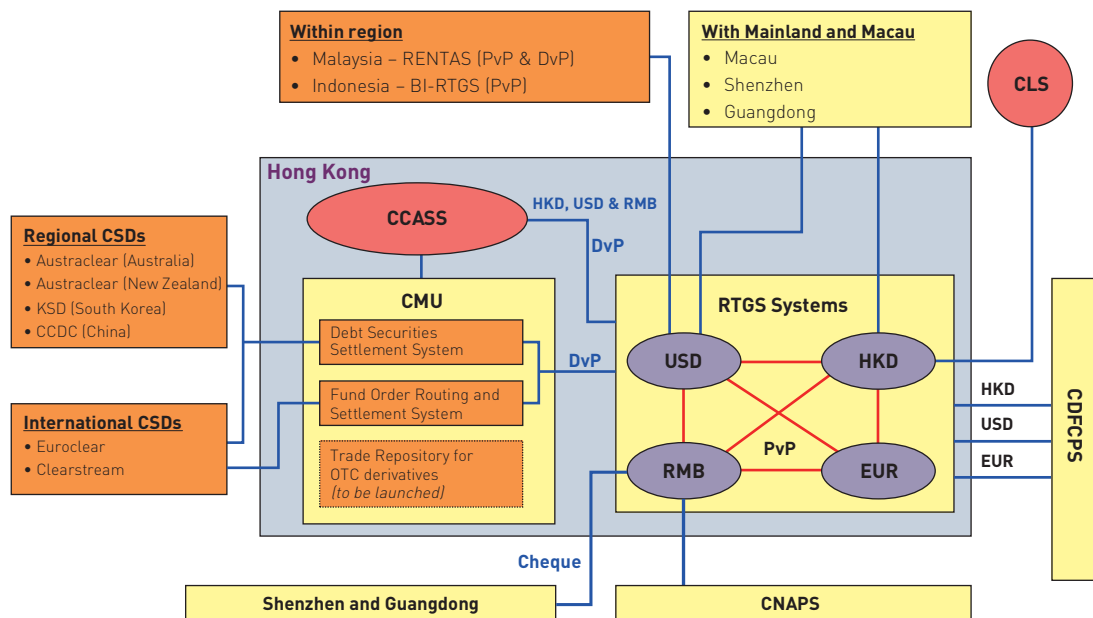 Within region
• Malaysia – RENTAS (PvP & DvP)
• Indonesia – BI-RTGS (PvP)
With Mainland and Macau
• Macau
• Shenzhen
• Guangdong
CLS
Hong Kong
CCASS
HKD, USD & RMB
DvP
Regional CSDs
• Austraclear (Australia)
• Austraclear (New Zealand)
• KSD (South Korea)
• CCDC (China)
International CSDs
• Euroclear
• Clearstream
CMU
Debt Securities
Settlement System
Fund Order Routing and
Settlement System
Trade Repository for
OTC derivatives
(to be launched)
DvP
RTGS Systems
USD
HKD
RMB
PvP
EUR
HKD
USD
EUR
CDFCPS
Cheque
Shenzhen and Guangdong
CNAPS